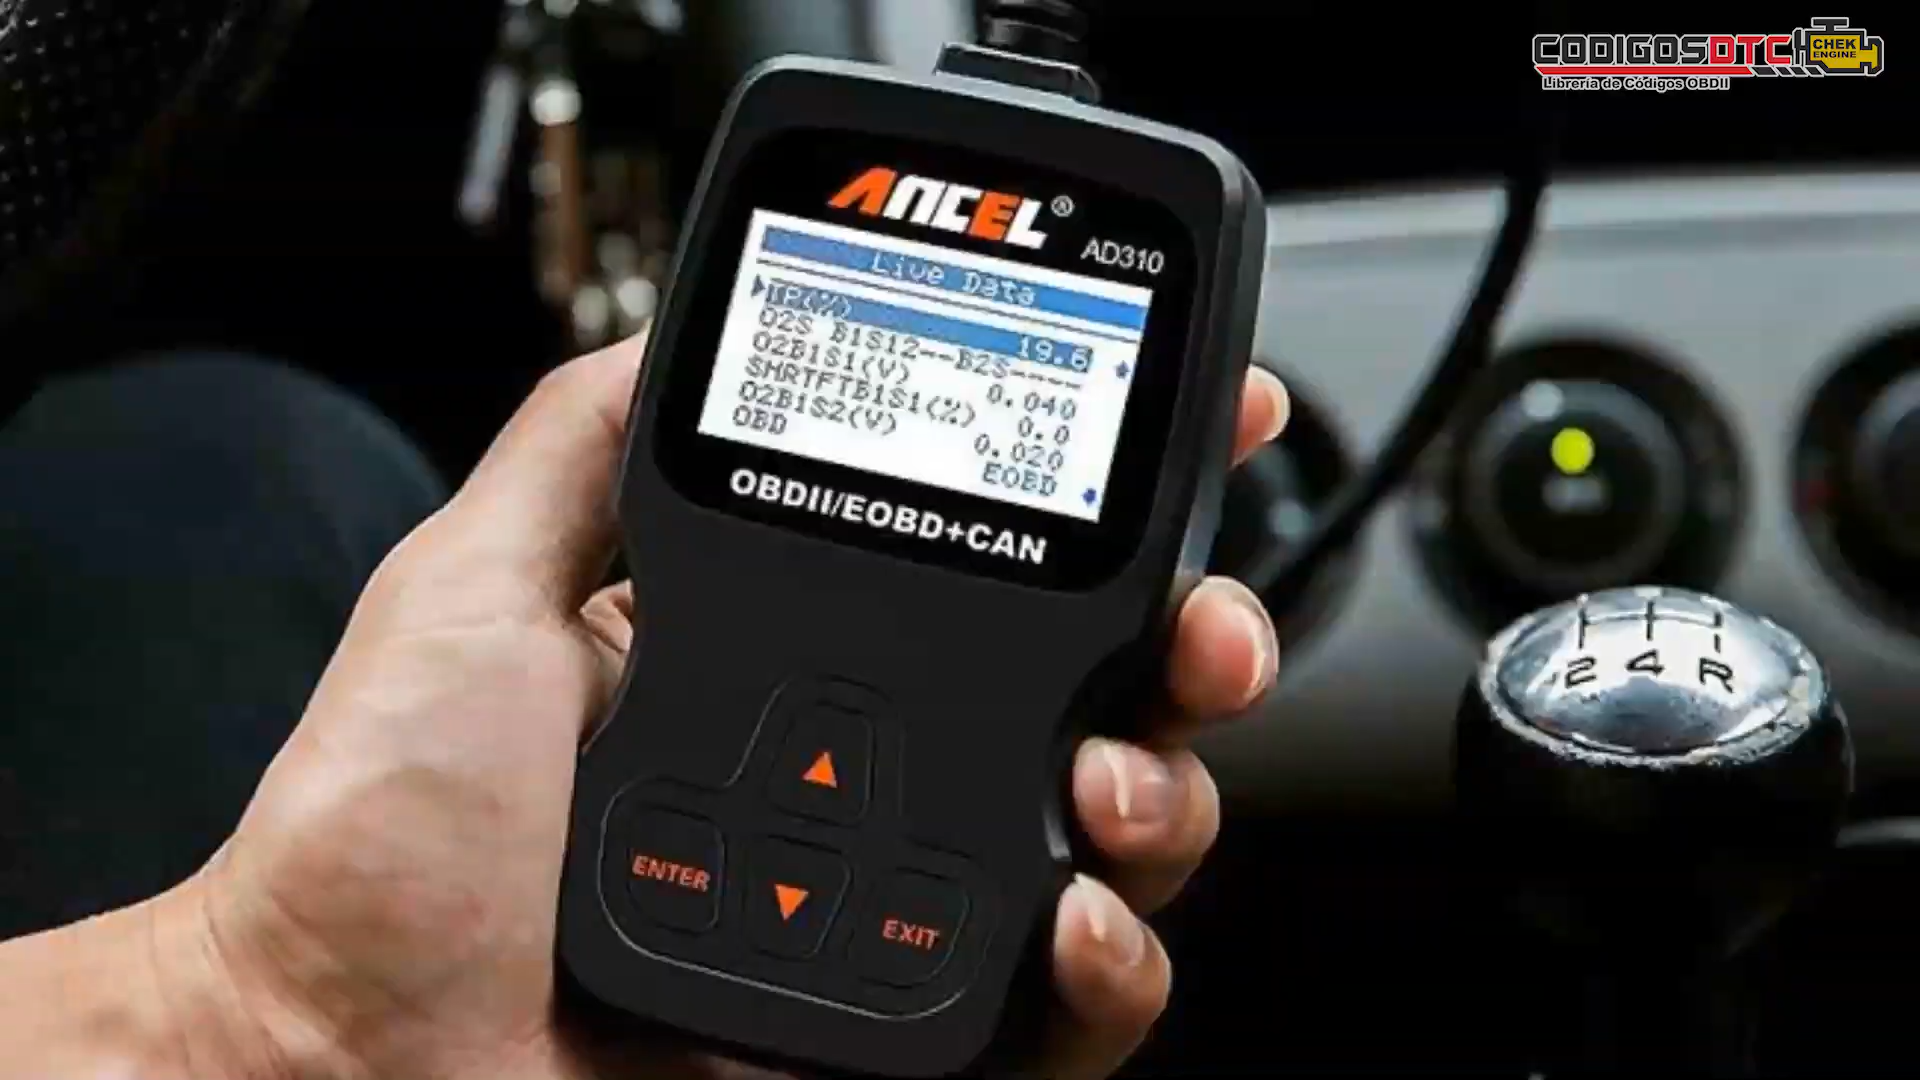 CODIGOSDTC CHEK ENGINE
Librería de Códigos OBDII
ANCEL®
AD310
Live Data
TP(%) 19.6
O2S B1S12--B2S----
O2B1S1(V) 0.040
SHRTFTB1S1(%) 0.0
O2B1S2(V) 0.020
OBD EOBD
OBDII/EOBD+CAN
ENTER
EXIT
2 4 R